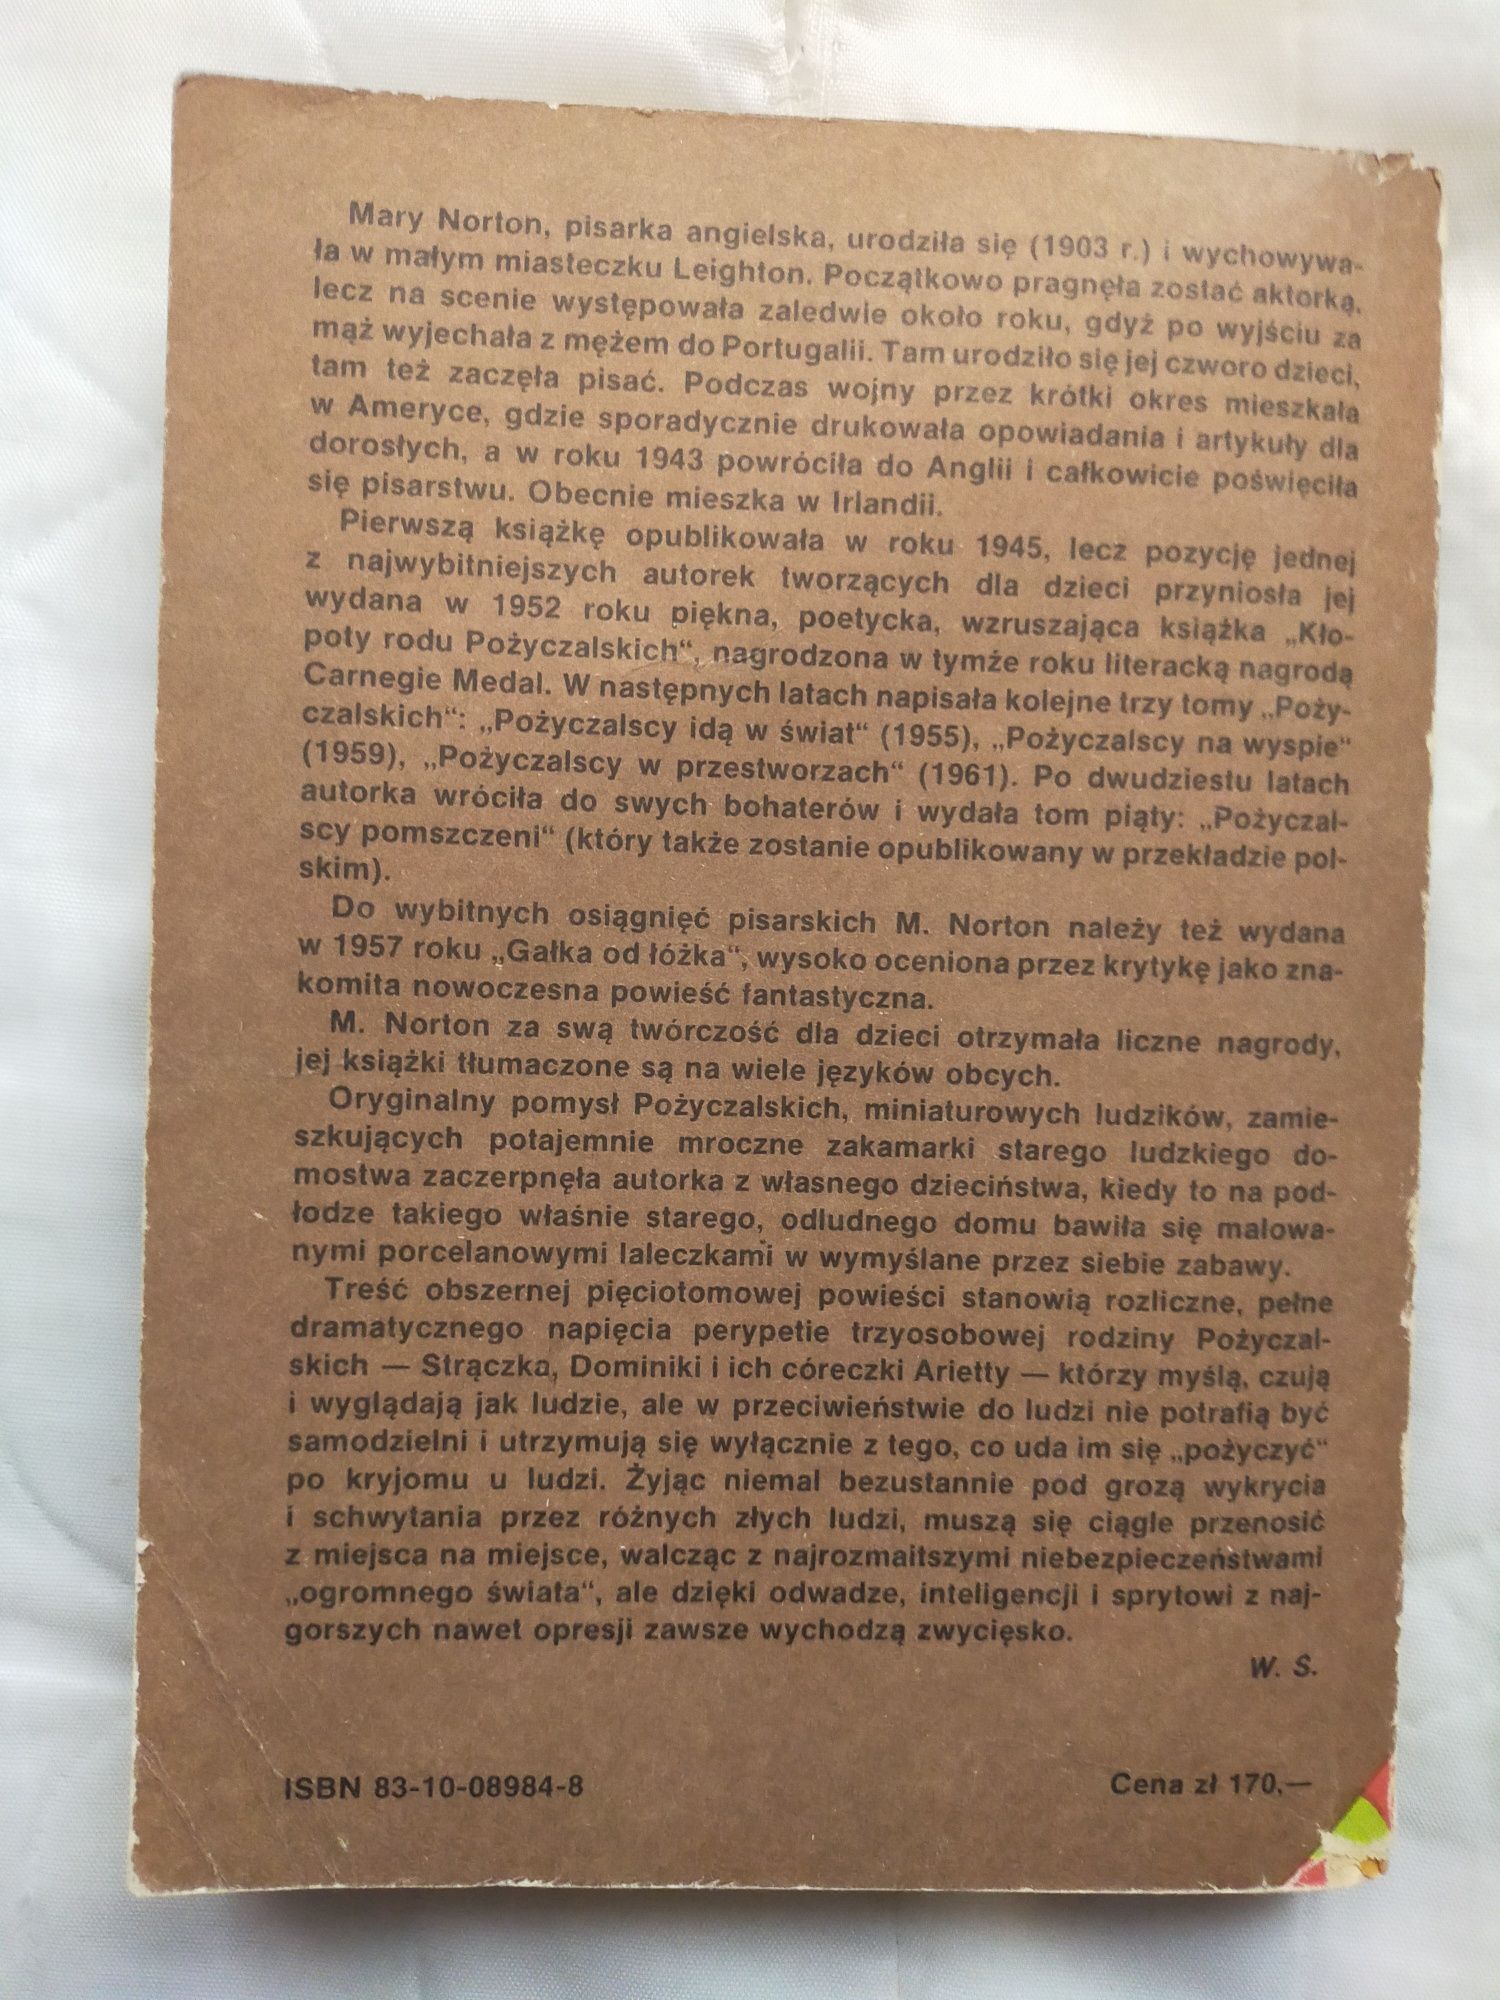 Mary Norton, pisarka angielska, urodziła się (1903 r.) i wychowywa-
ła w małym miasteczku Leighton. Początkowo pragnęła zostać aktorką,
lecz na scenie występowała zaledwie około roku, gdyż po wyjściu za
mąż wyjechała z mężem do Portugalii. Tam urodziło się jej czworo dzieci,
tam też zaczęła pisać. Podczas wojny przez krótki okres mieszkała
w Ameryce, gdzie sporadycznie drukowała opowiadania i artykuły dla
dorosłych, a w roku 1943 powróciła do Anglii i całkowicie poświęciła
się pisarstwu. Obecnie mieszka w Irlandii.
Pierwszą książkę opublikowała w roku 1945, lecz pozycję jednej
z najwybitniejszych autorek tworzących dla dzieci przyniosła jej
wydana w 1952 roku piękna, poetycka, wzruszająca książka „Kło-
poty rodu Pożyczalskich“, nagrodzona w tymże roku literacką nagrodą
Carnegie Medal. W następnych latach napisała kolejne trzy tomy „Poży-
czalskich“: „Pożyczalscy idą w świat“ (1955), „Pożyczalscy na wyspie“
(1959), „Pożyczalscy w przestworzach“ (1961). Po dwudziestu latach
autorka wróciła do swych bohaterów i wydała tom piąty: „Pożyczal-
scy pomszczeni“ (który także zostanie opublikowany w przekładzie pol-
skim).
Do wybitnych osiągnięć pisarskich M. Norton należy też wydana
w 1957 roku „Gałka od łóżka“, wysoko oceniona przez krytykę jako zna-
komita nowoczesna powieść fantastyczna.
M. Norton za swą twórczość dla dzieci otrzymała liczne nagrody,
jej książki tłumaczone są na wiele języków obcych.
Oryginalny pomysł Pożyczalskich, miniaturowych ludzików, zamie-
szkujących potajemnie mroczne zakamarki starego ludzkiego do-
mostwa zaczerpnęła autorka z własnego dzieciństwa, kiedy to na pod-
łodze takiego właśnie starego, odludnego domu bawiła się malowa-
nymi porcelanowymi laleczkami w wymyślane przez siebie zabawy.
Treść obszernej pięciotomowej powieści stanowią rozliczne, pełne
dramatycznego napięcia perypetie trzyosobowej rodziny Pożyczal-
skich — Strączka, Dominiki i ich córeczki Arietty — którzy myślą, czują
i wyglądają jak ludzie, ale w przeciwieństwie do ludzi nie potrafią być
samodzielni i utrzymują się wyłącznie z tego, co uda im się „pożyczyć“
po kryjomu u ludzi. Żyjąc niemal bezustannie pod grozą wykrycia
i schwytania przez różnych złych ludzi, muszą się ciągle przenosić
z miejsca na miejsce, walcząc z najrozmaitszymi niebezpieczeństwami
„ogromnego świata“, ale dzięki odwadze, inteligencji i sprytowi z naj-
gorszych nawet opresji zawsze wychodzą zwycięsko.
W. S.
ISBN 83-10-08984-8
Cena zł 170,—